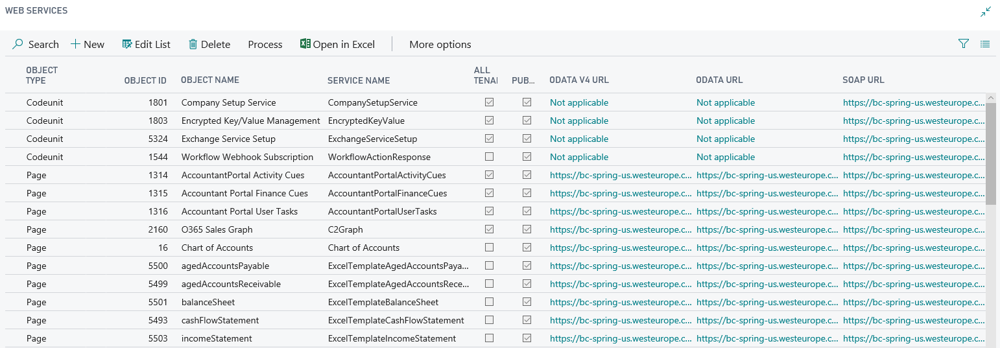 WEB SERVICES
Search New Edit List Delete Process Open in Excel More options
OBJECT TYPE OBJECT ID OBJECT NAME SERVICE NAME ALL TENAI PUB... ODATA V4 URL ODATA URL SOAP URL
Codeunit 1801 Company Setup Service CompanySetupService Not applicable Not applicable https://bc-spring-us.westeurope.c...
Codeunit 1803 Encrypted Key/Value Management EncryptedKeyValue Not applicable Not applicable https://bc-spring-us.westeurope.c...
Codeunit 5324 Exchange Service Setup ExchangeServiceSetup Not applicable Not applicable https://bc-spring-us.westeurope.c...
Codeunit 1544 Workflow Webhook Subscription WorkflowActionResponse Not applicable Not applicable https://bc-spring-us.westeurope.c...
Page 1314 AccountantPortal Activity Cues AccountantPortalActivityCues https://bc-spring-us.westeurope.c... https://bc-spring-us.westeurope.c... https://bc-spring-us.westeurope.c...
Page 1315 Accountant Portal Finance Cues AccountantPortalFinanceCues https://bc-spring-us.westeurope.c... https://bc-spring-us.westeurope.c... https://bc-spring-us.westeurope.c...
Page 1316 Accountant Portal User Tasks AccountantPortalUserTasks https://bc-spring-us.westeurope.c... https://bc-spring-us.westeurope.c... https://bc-spring-us.westeurope.c...
Page 2160 O365 Sales Graph C2Graph https://bc-spring-us.westeurope.c... https://bc-spring-us.westeurope.c... https://bc-spring-us.westeurope.c...
Page 16 Chart of Accounts Chart of Accounts https://bc-spring-us.westeurope.c... https://bc-spring-us.westeurope.c... https://bc-spring-us.westeurope.c...
Page 5500 agedAccountsPayable ExcelTemplateAgedAccountsPaya... https://bc-spring-us.westeurope.c... https://bc-spring-us.westeurope.c... https://bc-spring-us.westeurope.c...
Page 5499 agedAccountsReceivable ExcelTemplateAgedAccountsRece... https://bc-spring-us.westeurope.c... https://bc-spring-us.westeurope.c... https://bc-spring-us.westeurope.c...
Page 5501 balanceSheet ExcelTemplateBalanceSheet https://bc-spring-us.westeurope.c... https://bc-spring-us.westeurope.c... https://bc-spring-us.westeurope.c...
Page 5493 cashFlowStatement ExcelTemplateCashFlowStatement https://bc-spring-us.westeurope.c... https://bc-spring-us.westeurope.c... https://bc-spring-us.westeurope.c...
Page 5503 incomeStatement ExcelTemplateIncomeStatement https://bc-spring-us.westeurope.c... https://bc-spring-us.westeurope.c... https://bc-spring-us.westeurope.c...